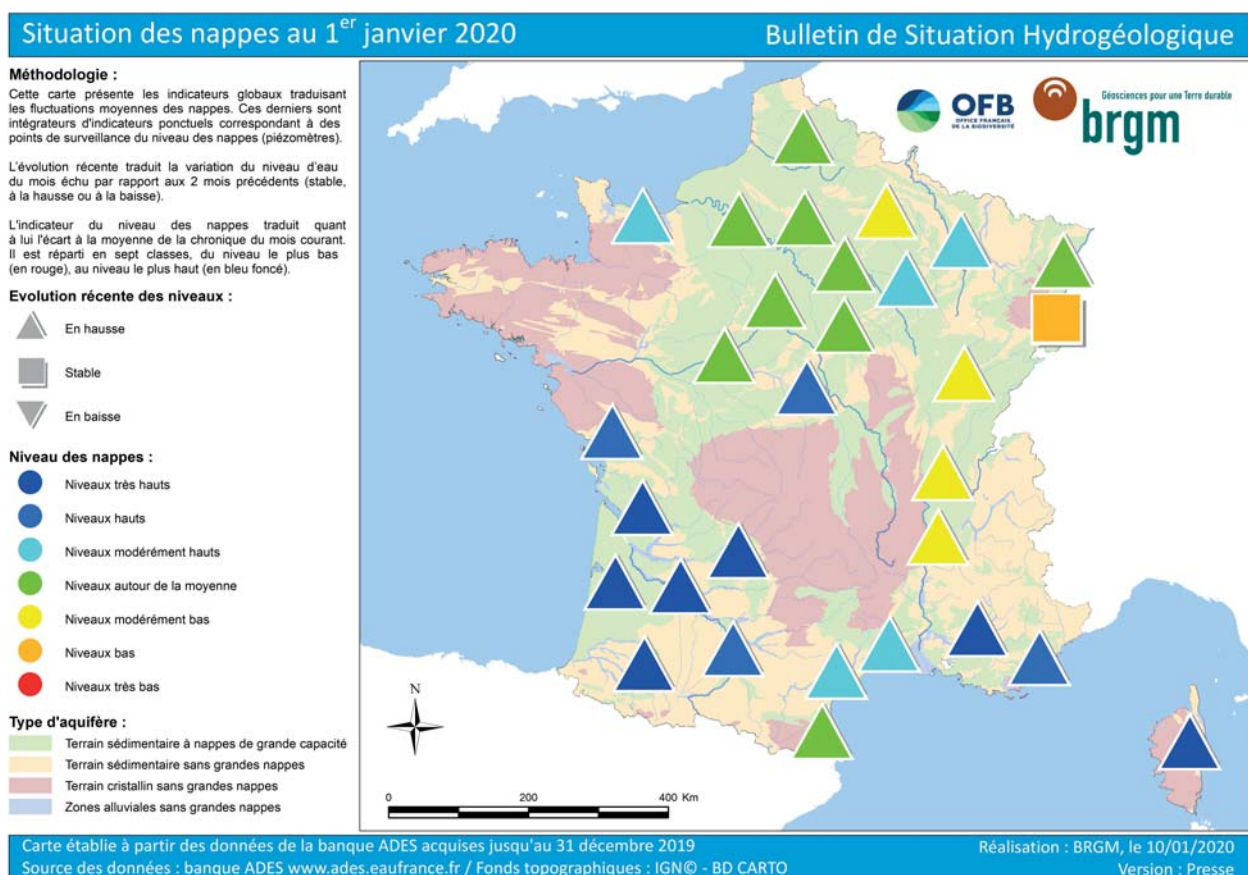 Situation des nappes au 1er janvier 2020
Bulletin de Situation Hydrogéologique
Méthodologie :
Cette carte présente les indicateurs globaux traduisant
les fluctuations moyennes des nappes. Ces derniers sont
intégrateurs d'indicateurs ponctuels correspondant à des
points de surveillance du niveau des nappes (piézomètres).
L'évolution récente traduit la variation du niveau d'eau
du mois échu par rapport aux 2 mois précédents (stable,
à la hausse ou à la baisse).
L'indicateur du niveau des nappes traduit quant
à lui l'écart à la moyenne de la chronique du mois courant.
Il est réparti en sept classes, du niveau le plus bas
(en rouge), au niveau le plus haut (en bleu foncé).
Evolution récente des niveaux :
En hausse
Stable
En baisse
Niveau des nappes :
Niveaux très hauts
Niveaux hauts
Niveaux modérément hauts
Niveaux autour de la moyenne
Niveaux modérément bas
Niveaux bas
Niveaux très bas
Type d'aquifère :
Terrain sédimentaire à nappes de grande capacité
Terrain sédimentaire sans grandes nappes
Terrain cristallin sans grandes nappes
Zones alluviales sans grandes nappes
OFB
OFFICE FRANÇAIS
DE LA BIODIVERSITÉ
Géosciences pour une Terre durable
brgm
N
0 200 400 Km
Carte établie à partir des données de la banque ADES acquises jusqu'au 31 décembre 2019
Source des données : banque ADES www.ades.eaufrance.fr / Fonds topographiques : IGN© - BD CARTO
Réalisation : BRGM, le 10/01/2020
Version : Presse